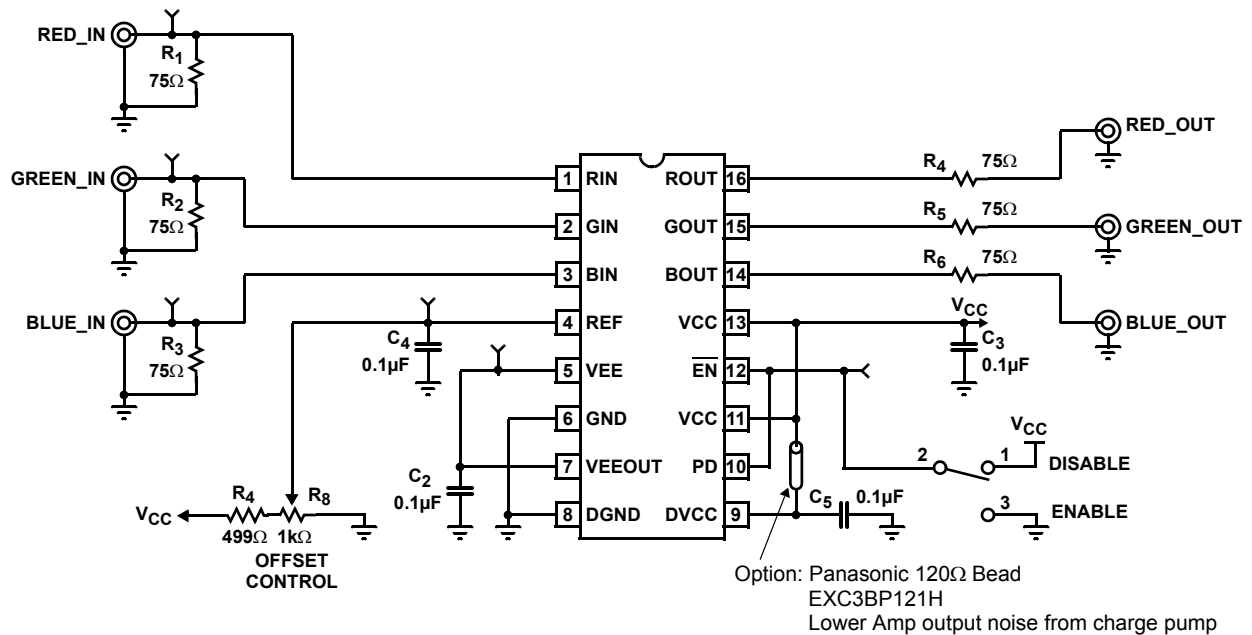 RED_IN
R1
75Ω
GREEN_IN
R2
75Ω
BLUE_IN
R3
75Ω
C4
0.1µF
C2
0.1µF
VCC
R4
R8
499Ω 1kΩ
OFFSET
CONTROL
1 RIN
2 GIN
3 BIN
4 REF
5 VEE
6 GND
7 VEEOUT
8 DGND
ROUT 16
GOUT 15
BOUT 14
VCC 13
EN 12
VCC 11
PD 10
DVCC 9
R4 75Ω
RED_OUT
R5 75Ω
GREEN_OUT
R6 75Ω
BLUE_OUT
VCC
C3
0.1µF
VCC
2 1
DISABLE
3 ENABLE
C5 0.1µF
Option: Panasonic 120Ω Bead
EXC3BP121H
Lower Amp output noise from charge pump